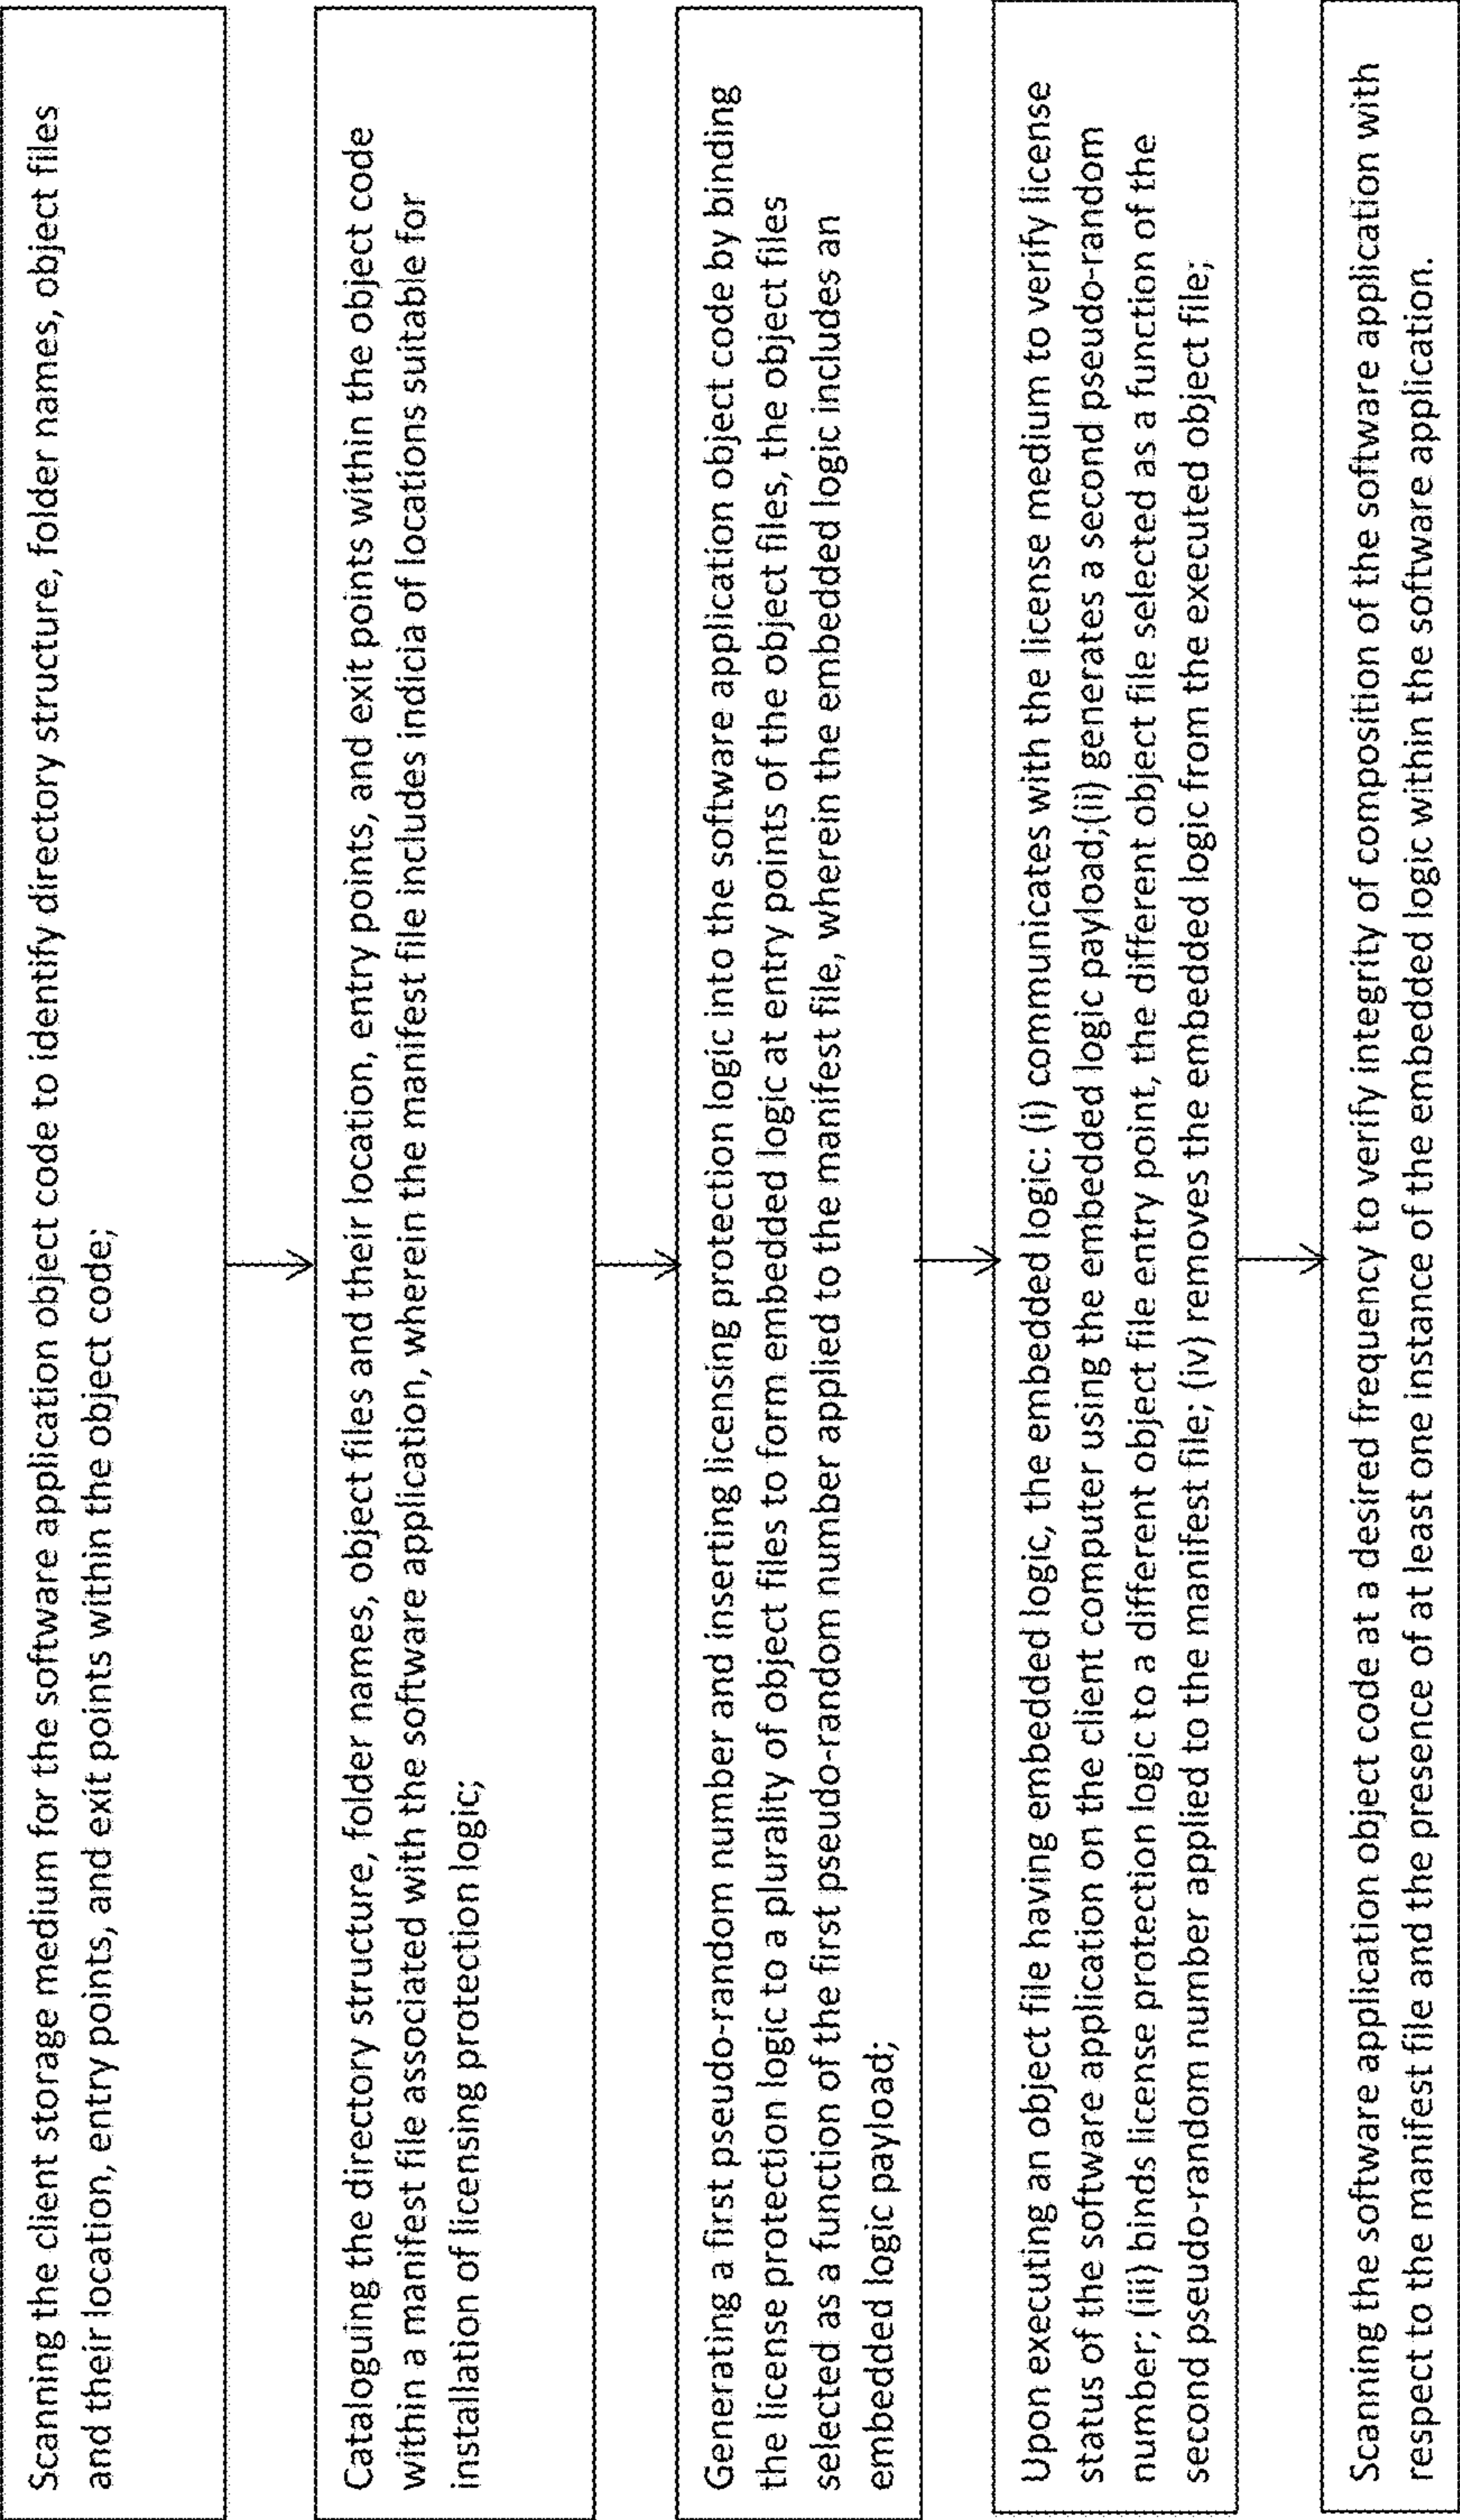 Scanning the client storage medium for the software application object code to identify directory structure, folder names, object files
and their location, entry points, and exit points within the object code;
Cataloguing the directory structure, folder names, object files and their location, entry points, and exit points within the object code
within a manifest file associated with the software application, wherein the manifest file includes indicia of locations suitable for
installation of licensing protection logic;
Generating a first pseudo-random number and inserting licensing protection logic into the software application object code by binding
the license protection logic to a plurality of object files to form embedded logic at entry points of the object files, the object files
selected as a function of the first pseudo-random number applied to the manifest file, wherein the embedded logic includes an
embedded logic payload;
Upon executing an object file having embedded logic, the embedded logic: (i) communicates with the license medium to verify license
status of the software application on the client computer using the embedded logic payload;(ii) generates a second pseudo-random
number; (iii) binds license protection logic to a different object file entry point, the different object file selected as a function of the
second pseudo-random number applied to the manifest file; (iv) removes the embedded logic from the executed object file;
Scanning the software application object code at a desired frequency to verify integrity of composition of the software application with
respect to the manifest file and the presence of at least one instance of the embedded logic within the software application.